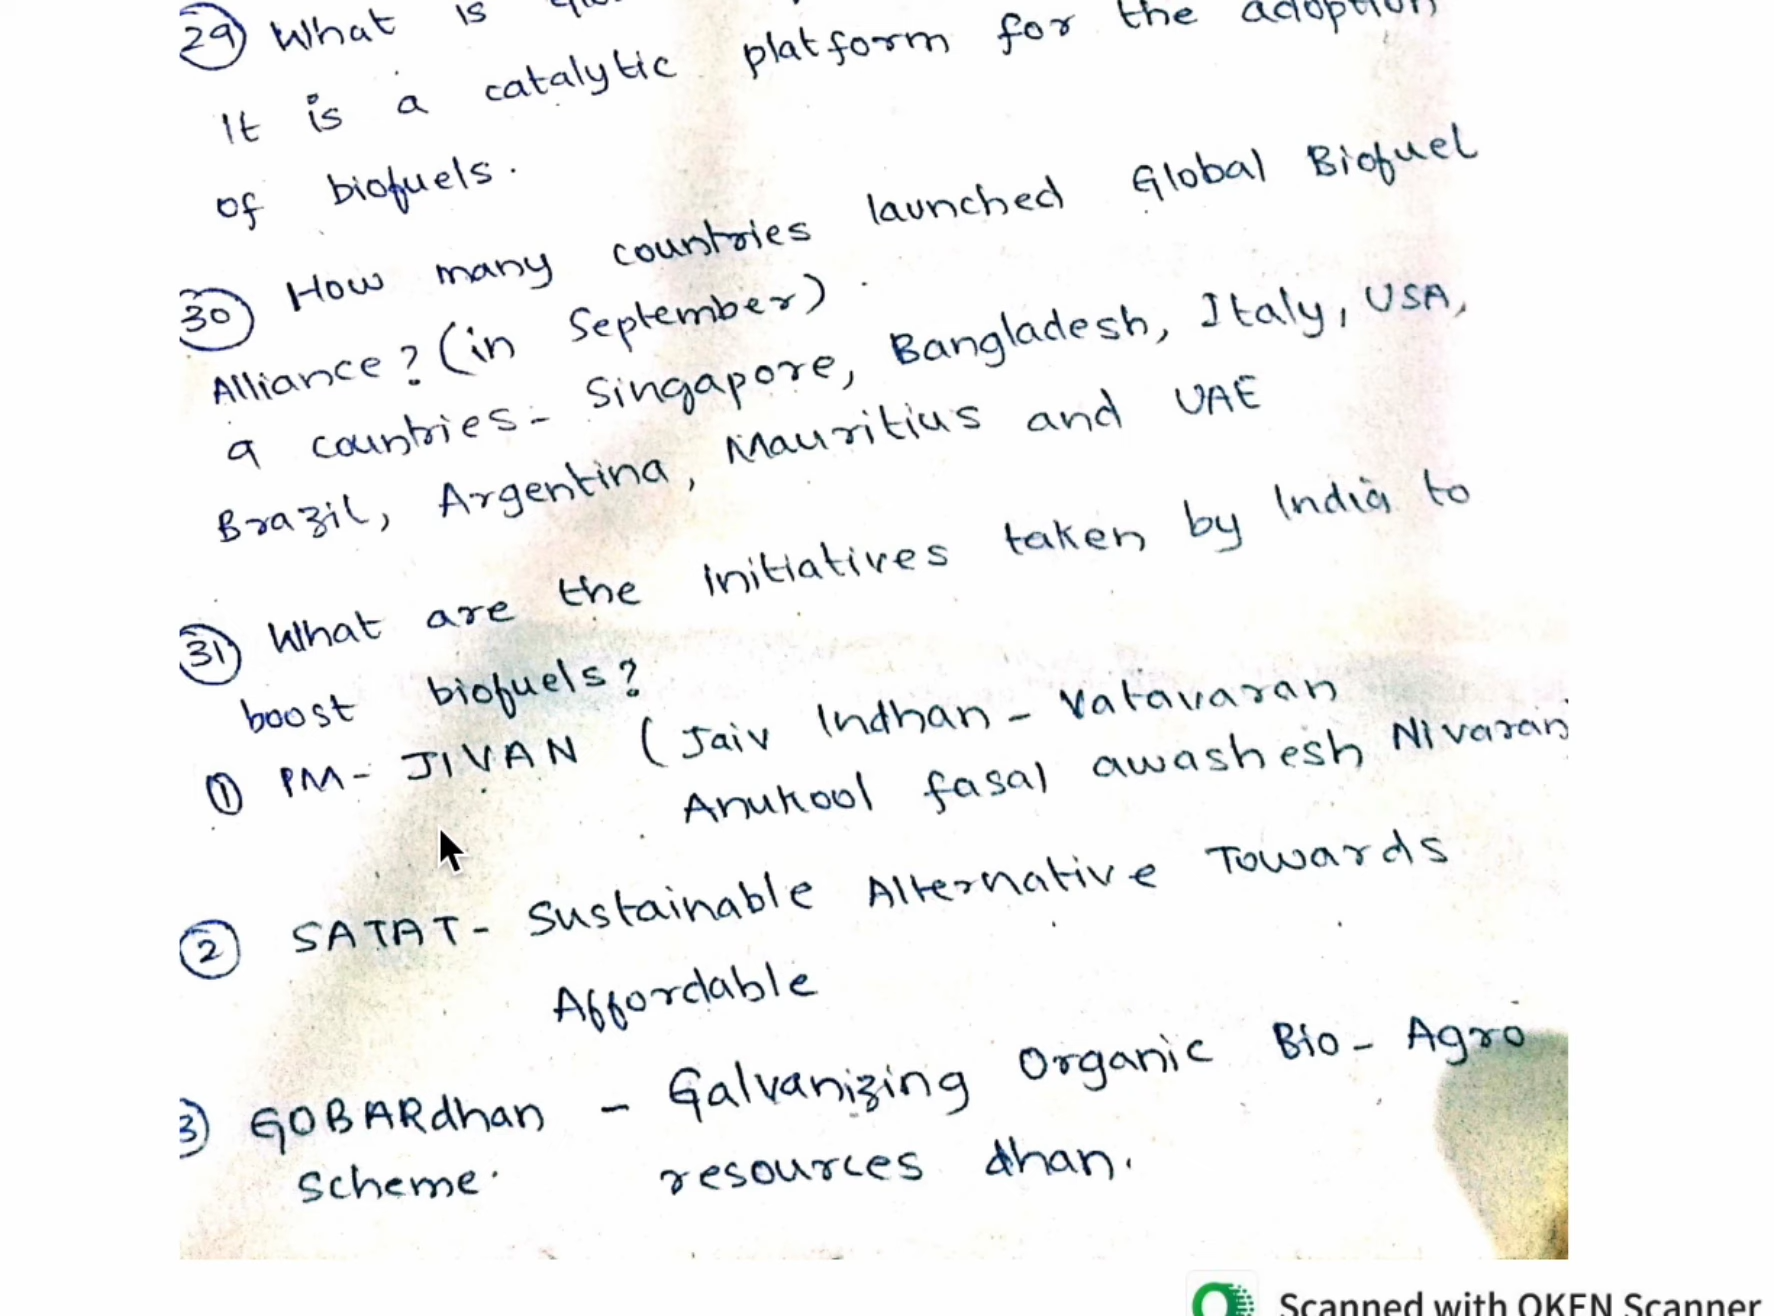 29 What is
It is a catalytic platform for the adoption
of biofuels.
30 How many countries launched Global Biofuel
Alliance? (in September).
9 countries - Singapore, Bangladesh, Italy, USA,
Brazil, Argentina, Mauritius and UAE
31 What are the initiatives taken by India to
boost biofuels?
① PM- JIVAN (Jaiv Indhan - Vatavaran
Anukool fasal awashesh Nivaran
② SATAT - Sustainable Alternative Towards
Affordable
3) GOBARdhan - Galvanizing Organic Bio - Agro
Scheme. resources dhan.
Scanned with OKEN Scanner